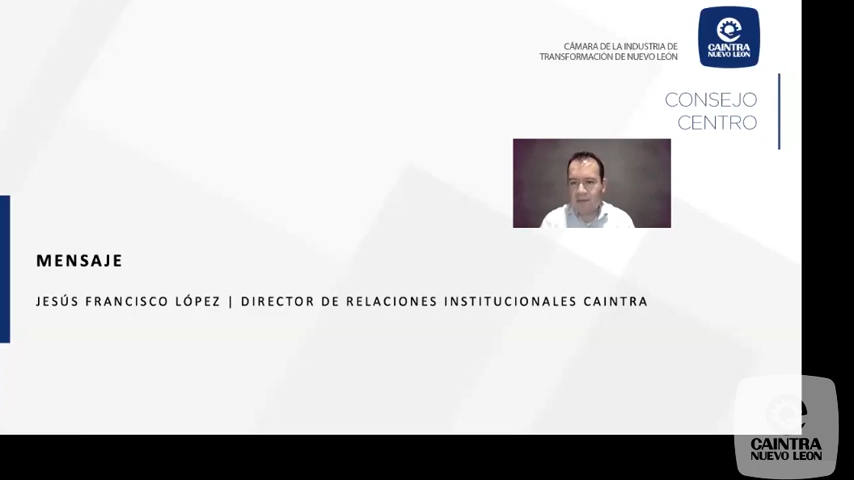 CÁMARA DE LA INDUSTRIA DE
TRANSFORMACIÓN DE NUEVO LEÓN
CAINTRA
NUEVO LEON
CONSEJO
CENTRO
MENSAJE
JESÚS FRANCISCO LÓPEZ | DIRECTOR DE RELACIONES INSTITUCIONALES CAINTRA
CAINTRA
NUEVO LEON